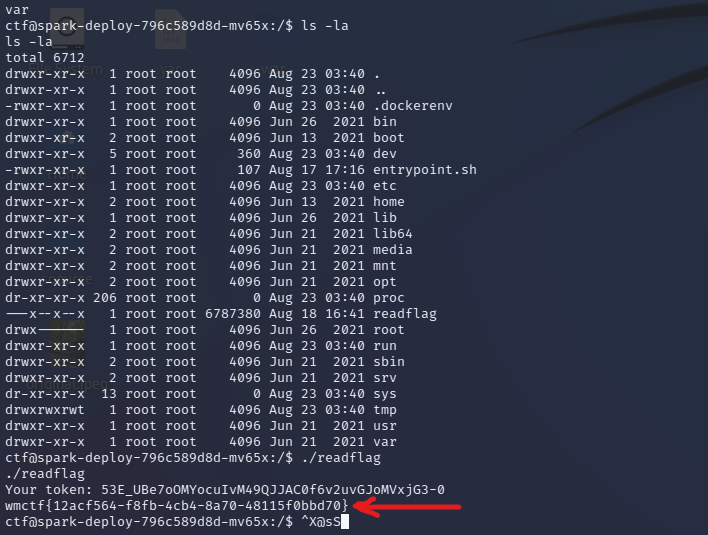 var
ctf@spark-deploy-796c589d8d-mv65x:/$ ls -la
ls -la
total 6712
drwxr-xr-x   1 root root    4096 Aug 23 03:40 .
drwxr-xr-x   1 root root    4096 Aug 23 03:40 ..
-rwxr-xr-x   1 root root       0 Aug 23 03:40 .dockerenv
drwxr-xr-x   1 root root    4096 Jun 26  2021 bin
drwxr-xr-x   2 root root    4096 Jun 13  2021 boot
drwxr-xr-x   5 root root     360 Aug 23 03:40 dev
-rwxr-xr-x   1 root root     107 Aug 17 17:16 entrypoint.sh
drwxr-xr-x   1 root root    4096 Aug 23 03:40 etc
drwxr-xr-x   2 root root    4096 Jun 13  2021 home
drwxr-xr-x   1 root root    4096 Jun 26  2021 lib
drwxr-xr-x   2 root root    4096 Jun 21  2021 lib64
drwxr-xr-x   2 root root    4096 Jun 21  2021 media
drwxr-xr-x   2 root root    4096 Jun 21  2021 mnt
drwxr-xr-x   2 root root    4096 Jun 21  2021 opt
dr-xr-xr-x 206 root root       0 Aug 23 03:40 proc
---x--x--x   1 root root 6787380 Aug 18 16:41 readflag
drwx------   1 root root    4096 Jun 26  2021 root
drwxr-xr-x   1 root root    4096 Aug 23 03:40 run
drwxr-xr-x   2 root root    4096 Jun 21  2021 sbin
drwxr-xr-x   2 root root    4096 Jun 21  2021 srv
dr-xr-xr-x  13 root root       0 Aug 23 03:40 sys
drwxrwxrwt   1 root root    4096 Aug 23 03:40 tmp
drwxr-xr-x   1 root root    4096 Jun 21  2021 usr
drwxr-xr-x   1 root root    4096 Jun 21  2021 var
ctf@spark-deploy-796c589d8d-mv65x:/$ ./readflag
./readflag
Your token: 53E_UBe7oOMYocuIvM49QJJAC0f6v2uvGJoMVxjG3-0
wmctf{12acf564-f8fb-4cb4-8a70-48115f0bbd70}
ctf@spark-deploy-796c589d8d-mv65x:/$ ^X@sS